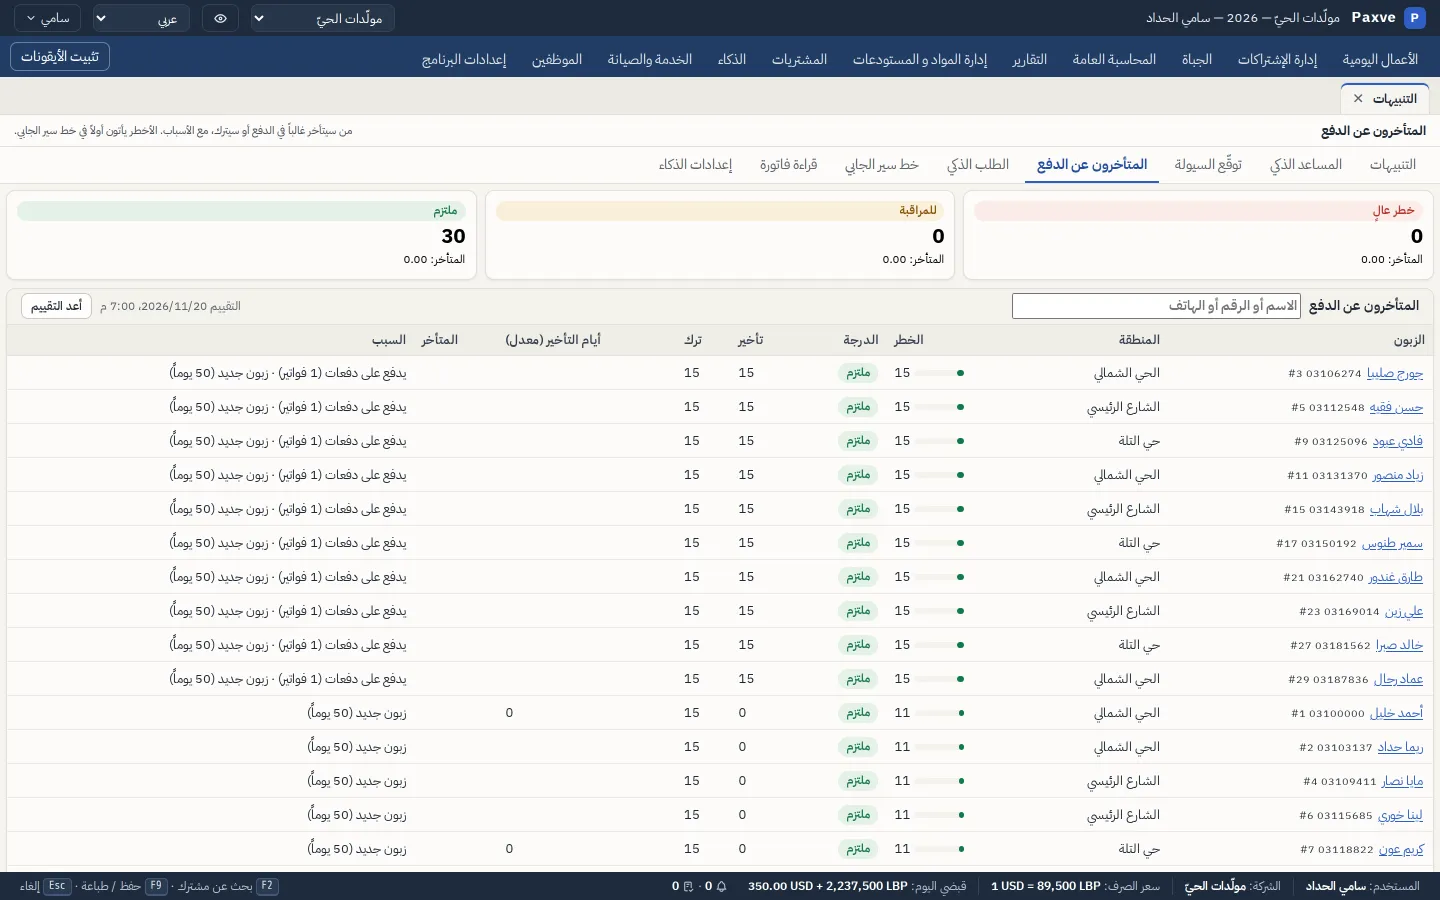 P Paxve مولّدات الحيّ — 2026 — سامي الحداد مولّدات الحيّ عربي سامي
الأعمال اليومية إدارة الإشتراكات الجباة المحاسبة العامة التقارير إدارة المواد و المستودعات المشتريات الذكاء الخدمة والصيانة الموظفين إعدادات البرنامج تثبيت الأيقونات
التنبيهات ✕
المتأخرون عن الدفع من سيتأخر غالباً في الدفع أو سيترك، مع الأسباب. الأخطر يأتون أولاً في خط سير الجابي.
التنبيهات المساعد الذكي توقّع السيولة المتأخرون عن الدفع الطلب الذكي خط سير الجابي قراءة فاتورة إعدادات الذكاء
خطر عالٍ للمراقبة ملتزم
0 0 30
المتأخر: 0.00 المتأخر: 0.00 المتأخر: 0.00
المتأخرون عن الدفع الاسم أو الرقم أو الهاتف التقييم 2026/11/20، 7:00 م أعد التقييم
الزبون المنطقة الخطر الدرجة تأخير ترك أيام التأخير (معدل) المتأخر السبب
جورج صليبا 03106274 #3 الحي الشمالي 15 ملتزم 15 15 يدفع على دفعات (1 فواتير) · زبون جديد (50 يوماً)
حسن فقيه 03112548 #5 الشارع الرئيسي 15 ملتزم 15 15 يدفع على دفعات (1 فواتير) · زبون جديد (50 يوماً)
فادي عبود 03125096 #9 حي التلة 15 ملتزم 15 15 يدفع على دفعات (1 فواتير) · زبون جديد (50 يوماً)
زياد منصور 03131370 #11 الحي الشمالي 15 ملتزم 15 15 يدفع على دفعات (1 فواتير) · زبون جديد (50 يوماً)
بلال شهاب 03143918 #15 الشارع الرئيسي 15 ملتزم 15 15 يدفع على دفعات (1 فواتير) · زبون جديد (50 يوماً)
سمير طنوس 03150192 #17 حي التلة 15 ملتزم 15 15 يدفع على دفعات (1 فواتير) · زبون جديد (50 يوماً)
طارق غندور 03162740 #21 الحي الشمالي 15 ملتزم 15 15 يدفع على دفعات (1 فواتير) · زبون جديد (50 يوماً)
علي زين 03169014 #23 الشارع الرئيسي 15 ملتزم 15 15 يدفع على دفعات (1 فواتير) · زبون جديد (50 يوماً)
خالد صبرا 03181562 #27 حي التلة 15 ملتزم 15 15 يدفع على دفعات (1 فواتير) · زبون جديد (50 يوماً)
عماد رحال 03187836 #29 الحي الشمالي 15 ملتزم 15 15 يدفع على دفعات (1 فواتير) · زبون جديد (50 يوماً)
أحمد خليل 03100000 #1 الحي الشمالي 11 ملتزم 0 15 0 زبون جديد (50 يوماً)
ريما حداد 03103137 #2 الحي الشمالي 11 ملتزم 0 15 زبون جديد (50 يوماً)
مايا نصار 03109411 #4 الشارع الرئيسي 11 ملتزم 0 15 زبون جديد (50 يوماً)
لينا خوري 03115685 #6 الشارع الرئيسي 11 ملتزم 0 15 زبون جديد (50 يوماً)
كريم عون 03118822 #7 حي التلة 11 ملتزم 0 15 0 زبون جديد (50 يوماً)
المستخدم: سامي الحداد الشركة: مولّدات الحيّ سعر الصرف: 1 USD = 89,500 LBP قبضي اليوم: 350.00 USD + 2,237,500 LBP 0 · 0 F2 بحث عن مشترك · F9 حفظ / طباعة · Esc إلغاء